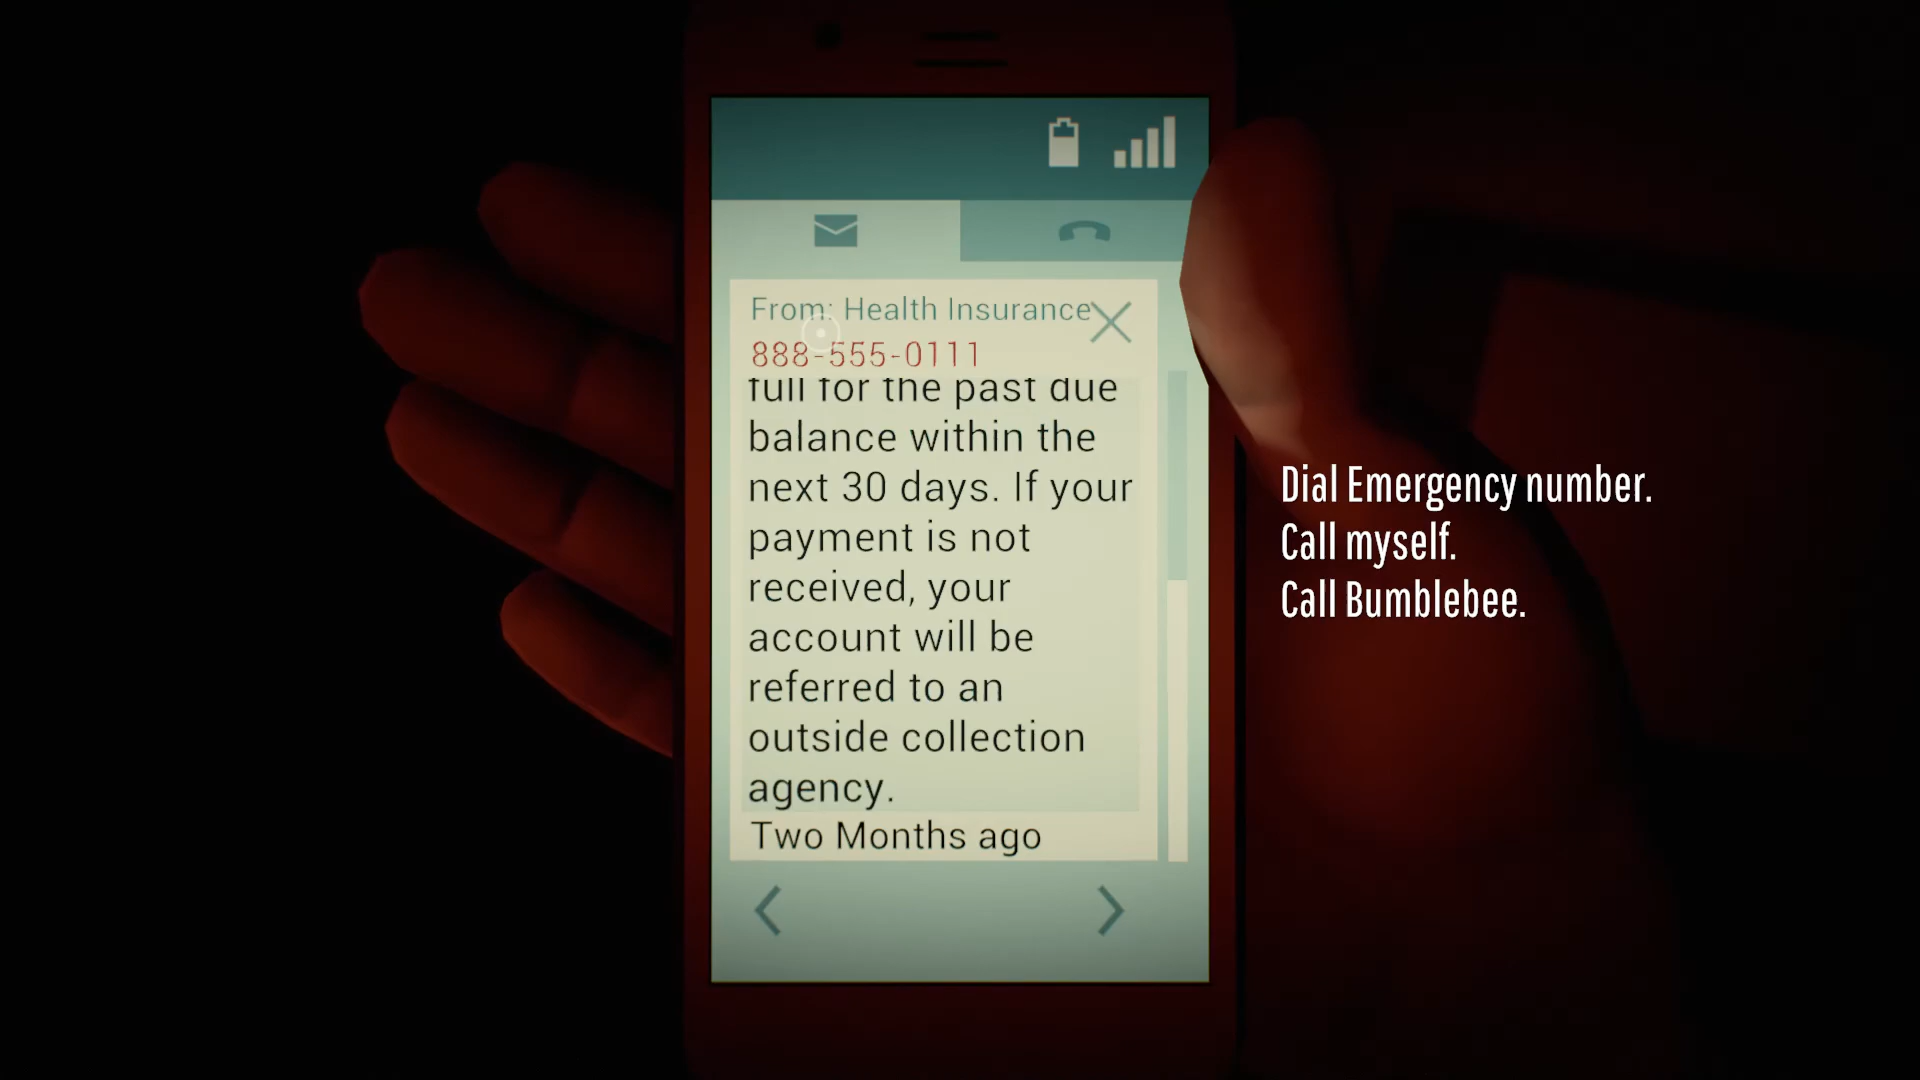 From: Health Insurance
888-555-0111
full for the past due
balance within the
next 30 days. If your
payment is not
received, your
account will be
referred to an
outside collection
agency.
Two Months ago
Dial Emergency number.
Call myself.
Call Bumblebee.